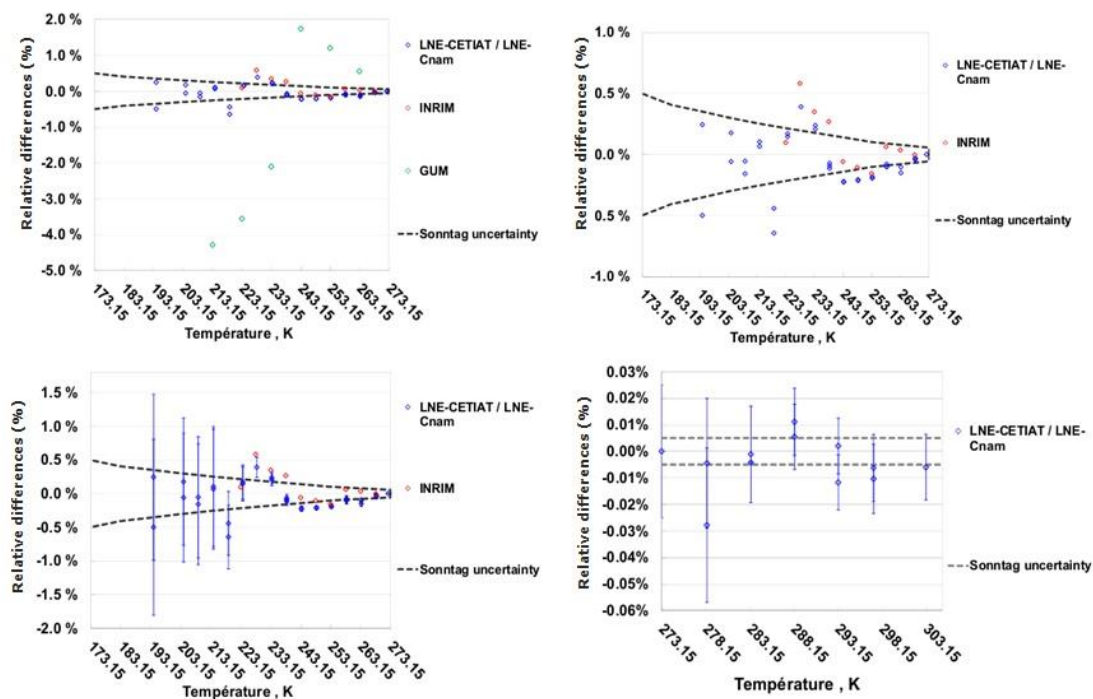 2.0 %
1.0 %
0.0 %
-1.0 %
-2.0 %
-3.0 %
-4.0 %
-5.0 %
Relative differences (%)
173.15
183.15
193.15
203.15
213.15
223.15
233.15
243.15
253.15
263.15
273.15
Température , K
LNE-CETIAT / LNE-
Cnam
INRIM
GUM
Sonntag uncertainty
1.0 %
0.5 %
0.0 %
0.5 %
-1.0 %
Relative differences (%)
173.15
183.15
193.15
203.15
213.15
223.15
233.15
243.15
253.15
263.15
273.15
Température , K
LNE-CETIAT / LNE-
Cnam
INRIM
Sonntag uncertainty
1.5 %
1.0 %
0.5 %
0.0 %
-0.5 %
-1.0 %
-1.5 %
-2.0 %
Relative differences (%)
173.15
183.15
193.15
203.15
213.15
223.15
233.15
243.15
253.15
263.15
273.15
Température , K
LNE-CETIAT / LNE-
Cnam
INRIM
Sonntag uncertainty
0.03%
0.02%
0.01%
0.00%
-0.01%
-0.02%
-0.03%
-0.04%
-0.05%
-0.06%
Relative differences (%)
273.15
278.15
283.15
288.15
293.15
298.15
303.15
Température , K
LNE-CETIAT / LNE-
Cnam
Sonntag uncertainty